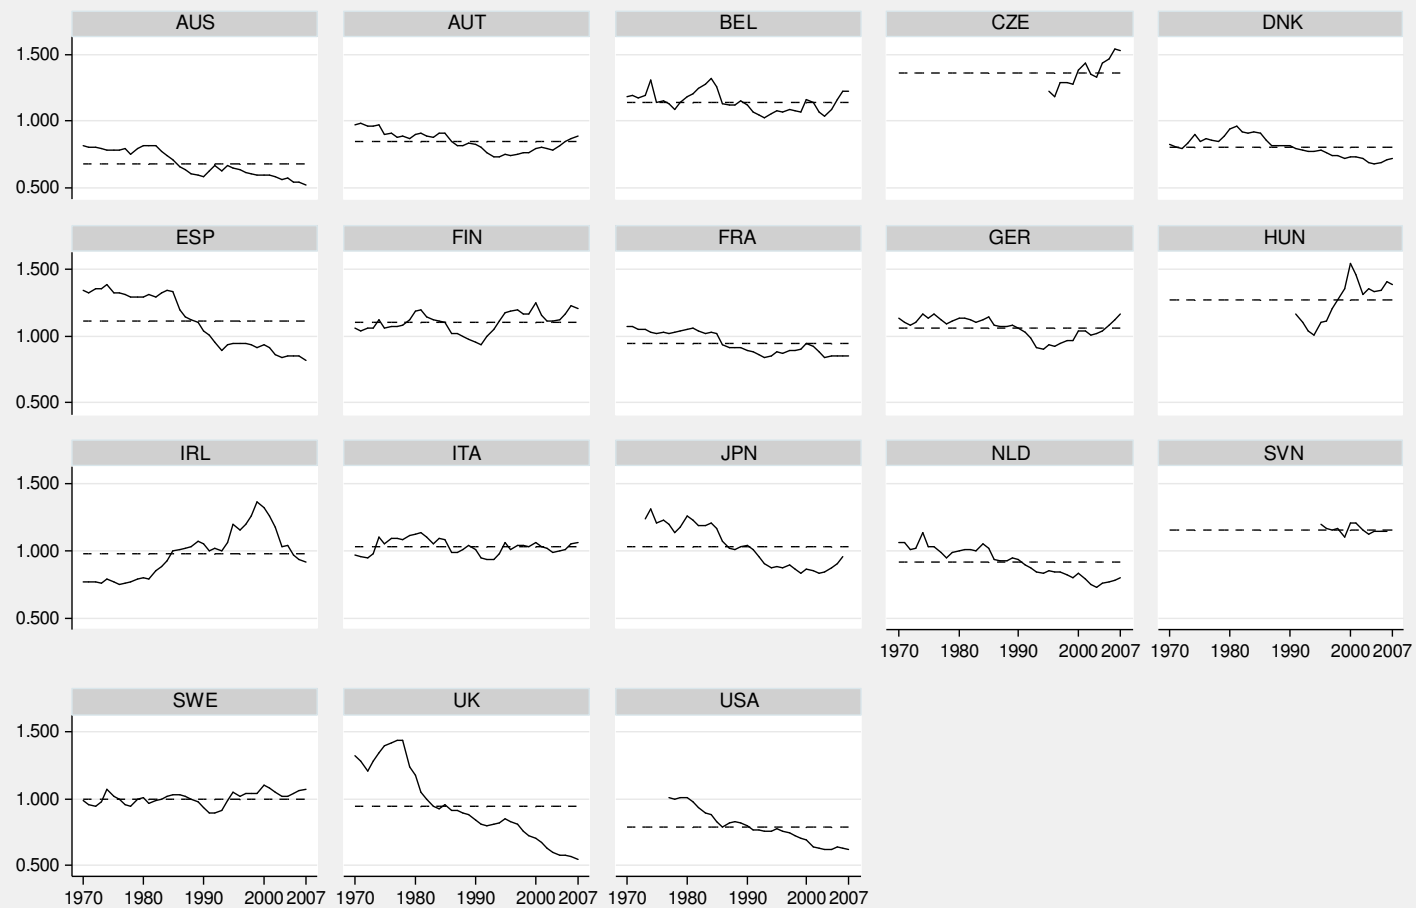 AUS AUT BEL CZE DNK
1.500
1.000
0.500
ESP FIN FRA GER HUN
1.500
1.000
0.500
IRL ITA JPN NLD SVN
1.500
1.000
0.500
1970 1980 1990 2000 2007 1970 1980 1990 2000 2007
SWE UK USA
1.500
1.000
0.500
1970 1980 1990 2000 2007 1970 1980 1990 2000 2007 1970 1980 1990 2000 2007